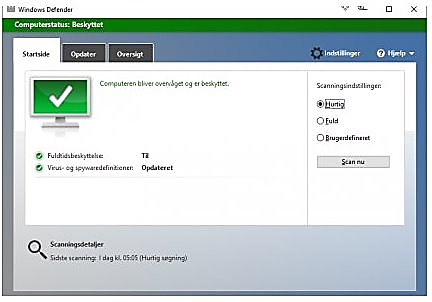 Windows Defender
Computerstatus: Beskyttet
Startside Opdater Oversigt Indstillinger Hjælp
Computeren bliver overvåget og er beskyttet.
Scanningsindstillinger:
Hurtig
Fuld
Brugerdefineret
Scan nu
Fuldtidsbeskyttelse: Til
Virus- og spywaredefinitioner: Opdateret
Scanningsdetaljer
Sidste scanning: I dag kl. 05:05 (Hurtig søgning)